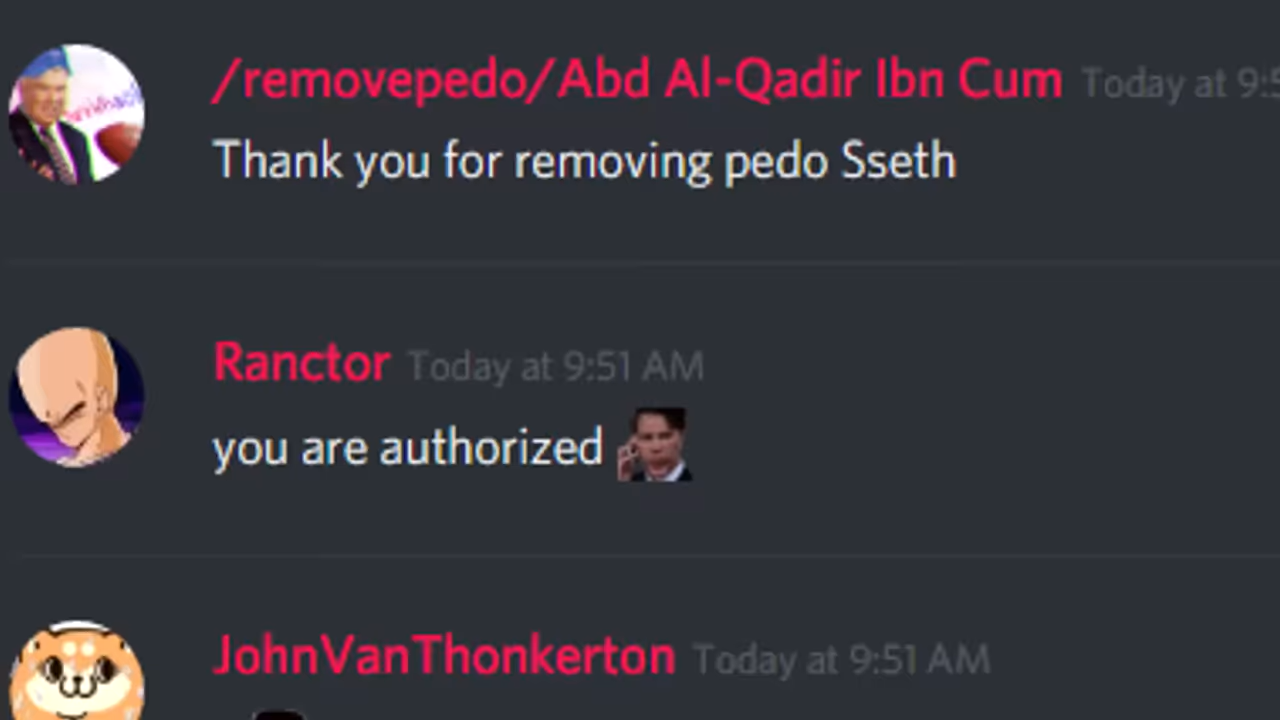 /removepedo/Abd Al-Qadir Ibn Cum Today at 9:5
Thank you for removing pedo Sseth
Ranctor Today at 9:51 AM
you are authorized
JohnVanThonkerton Today at 9:51 AM